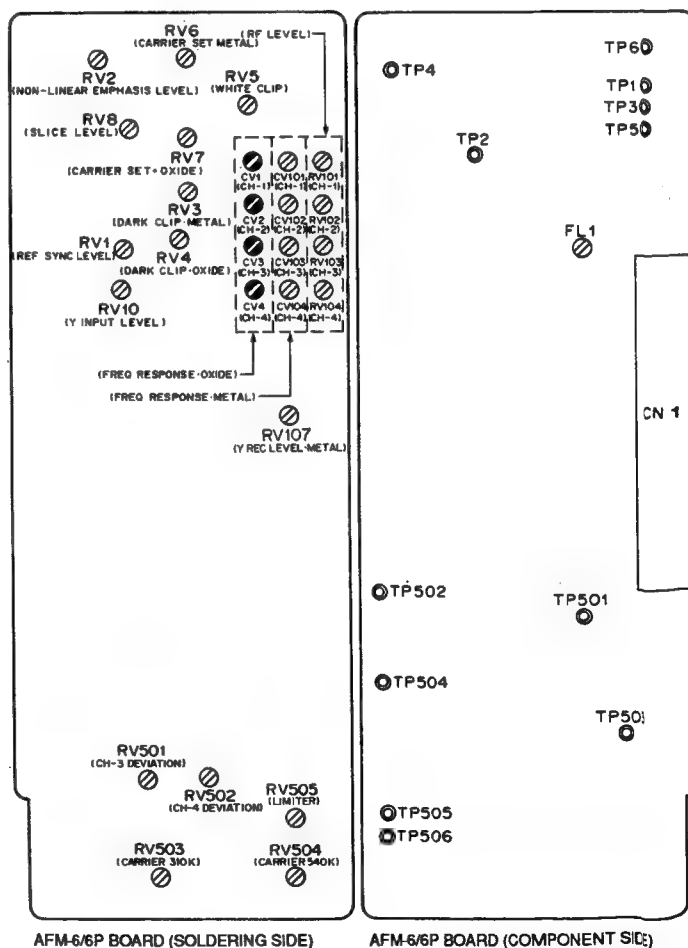 RV6
(CARRIER SET METAL)
(RF LEVEL)
RV2
(NON-LINEAR EMPHASIS LEVEL)
RV5
(WHITE CLIP)
RV8
(SLICE LEVEL)
RV7
(CARRIER SET·OXIDE)
CV1
(CH-1)
CV101
(CH-1)
RV101
(CH-1)
RV3
(DARK CLIP·METAL)
CV2
(CH-2)
CV102
(CH-2)
RV102
(CH-2)
RV1
(REF SYNC LEVEL)
RV4
(DARK CLIP·OXIDE)
CV3
(CH-3)
CV103
(CH-3)
RV103
(CH-3)
RV10
(Y INPUT LEVEL)
CV4
(CH-4)
CV104
(CH-4)
RV104
(CH-4)
(FREQ RESPONSE·OXIDE)
(FREQ RESPONSE·METAL)
RV107
(Y REC LEVEL·METAL)
RV501
(CH-3 DEVIATION)
RV502
(CH-4 DEVIATION)
RV505
(LIMITER)
RV503
(CARRIER 310K)
RV504
(CARRIER 540K)
AFM-6/6P BOARD (SOLDERING SIDE)
TP6
TP4
TP1
TP3
TP5
TP2
FL1
CN 1
TP502
TP501
TP504
TP505
TP506
AFM-6/6P BOARD (COMPONENT SIDE)